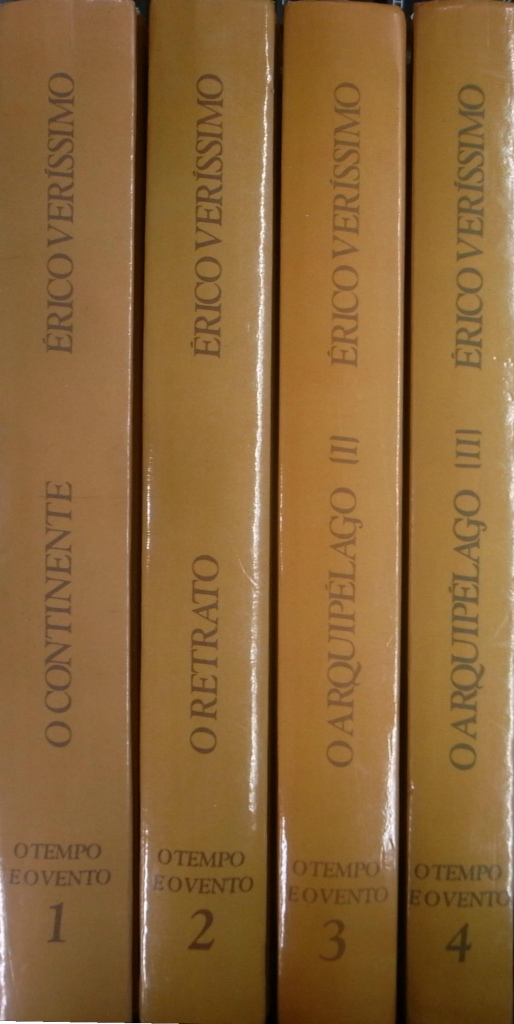 ÉRICO VERÍSSIMO
O CONTINENTE
O TEMPO
E O VENTO
1
ÉRICO VERÍSSIMO
O RETRATO
O TEMPO
E O VENTO
2
ÉRICO VERÍSSIMO
O ARQUIPÉLAGO (I)
O TEMPO
E O VENTO
3
ÉRICO VERÍSSIMO
O ARQUIPÉLAGO (II)
O TEMPO
E O VENTO
4